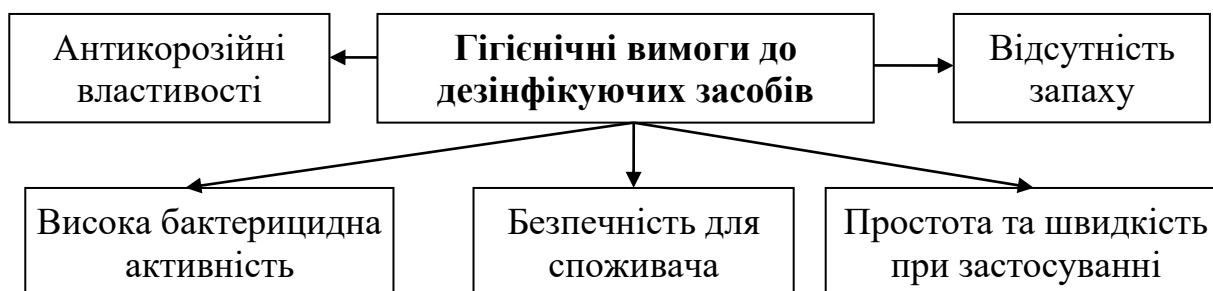 Антикорозійні
властивості
Гігієнічні вимоги до
дезінфікуючих засобів
Відсутність
запаху
Висока бактерицидна
активність
Безпечність для
споживача
Простота та швидкість
при застосуванні